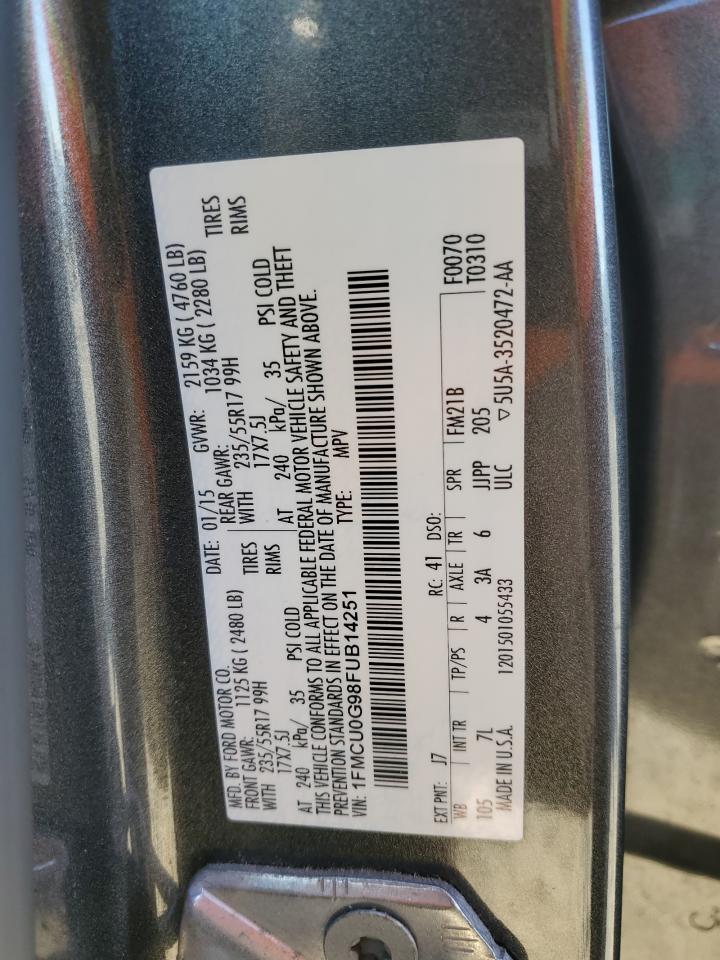 MFD. BY FORD MOTOR CO.
DATE: 01/15 GVWR: 2159 KG ( 4760 LB)
FRONT GAWR: 1125 KG ( 2480 LB) REAR GAWR: 1034 KG ( 2280 LB)
WITH 235/55R17 99H TIRES WITH 235/55R17 99H TIRES
17X7.5J RIMS 17X7.5J RIMS
AT 240 kPa/ 35 PSI COLD AT 240 kPa/ 35 PSI COLD
THIS VEHICLE CONFORMS TO ALL APPLICABLE FEDERAL MOTOR VEHICLE SAFETY AND THEFT
PREVENTION STANDARDS IN EFFECT ON THE DATE OF MANUFACTURE SHOWN ABOVE.
VIN: 1FMCU0G98FUB14251 TYPE: MPV
F0070
EXT PNT: J7 RC: 41 DSO: T0310
WB INT TR TP/PS R AXLE TR SPR FM21B
105 7L 4 3A 6 JJPP 205
MADE IN U.S.A. 1201501055433 ULC ▽5U5A-3520472-AA